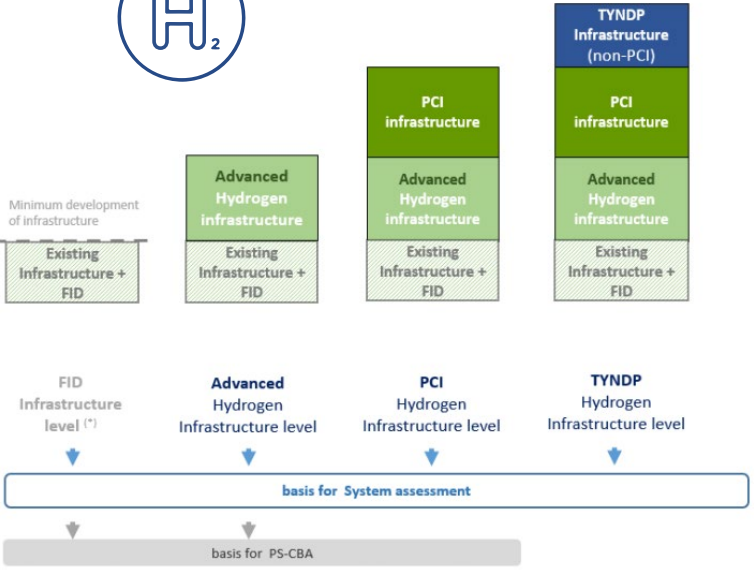 H2
TYNDP
Infrastructure
(non-PCI)
PCI
infrastructure
PCI
infrastructure
Advanced
Hydrogen
infrastructure
Advanced
Hydrogen
infrastructure
Advanced
Hydrogen
infrastructure
Minimum development
of infrastructure
Existing
Infrastructure +
FID
Existing
Infrastructure +
FID
Existing
Infrastructure +
FID
Existing
Infrastructure +
FID
FID
Infrastructure
level (*)
Advanced
Hydrogen
Infrastructure level
PCI
Hydrogen
Infrastructure level
TYNDP
Hydrogen
Infrastructure level
basis for System assessment
basis for PS-CBA